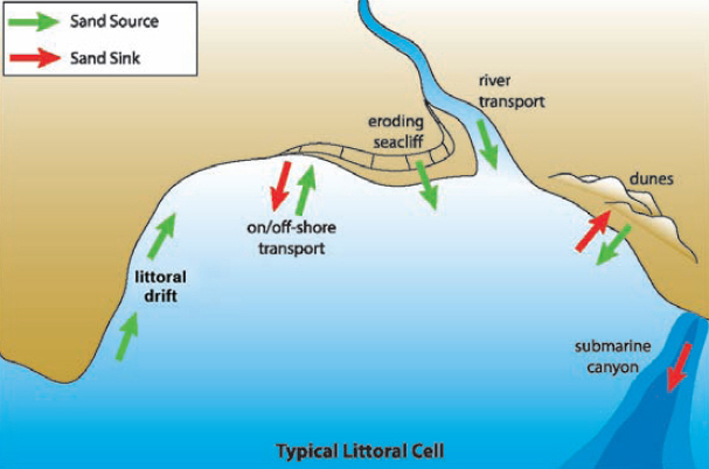 Sand Source
Sand Sink
river
transport
eroding
seacliff
dunes
on/off-shore
transport
littoral
drift
submarine
canyon
Typical Littoral Cell